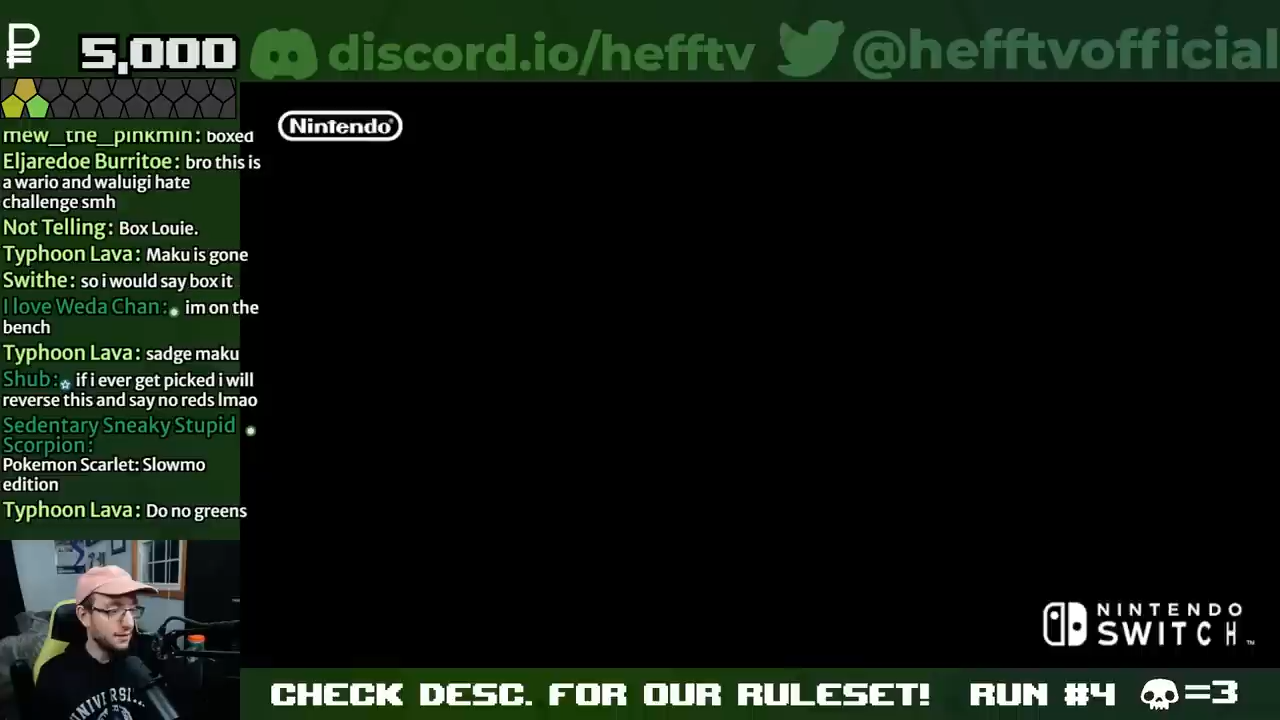 5,000
discord.io/hefftv
@hefftvofficial
Nintendo
mew_the_pinkmin: boxed
Eljaredoe Burritoe: bro this is
a wario and waluigi hate
challenge smh
Not Telling: Box Louie.
Typhoon Lava: Maku is gone
Swithe: so i would say box it
I love Weda Chan: im on the
bench
Typhoon Lava: sadge maku
Shub: if i ever get picked i will
reverse this and say no reds lmao
Sedentary Sneaky Stupid
Scorpion:
Pokemon Scarlet: Slowmo
edition
Typhoon Lava: Do no greens
UNIVERSI
NINTENDO
SWITCH
CHECK DESC. FOR OUR RULESET! RUN #4 =3